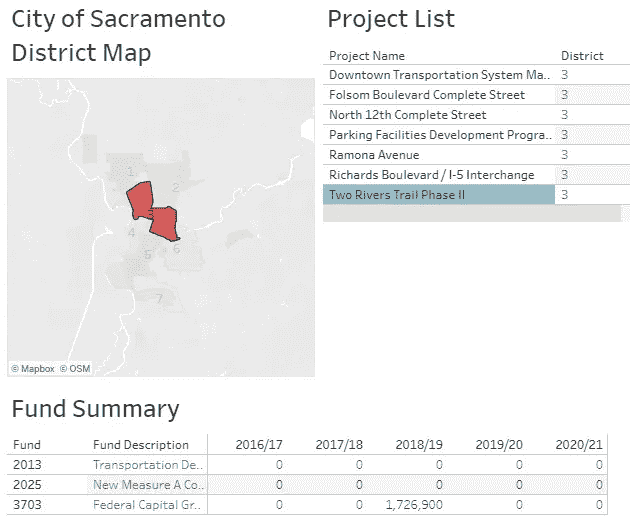 City of Sacramento
District Map
1
2
3
4
5
6
7
© Mapbox © OSM
Project List
Project Name District
Downtown Transportation System Ma.. 3
Folsom Boulevard Complete Street 3
North 12th Complete Street 3
Parking Facilities Development Progra.. 3
Ramona Avenue 3
Richards Boulevard / I-5 Interchange 3
Two Rivers Trail Phase II 3
Fund Summary
Fund Fund Description 2016/17 2017/18 2018/19 2019/20 2020/21
2013 Transportation De.. 0 0 0 0 0
2025 New Measure A Co.. 0 0 0 0 0
3703 Federal Capital Gr.. 0 0 1,726,900 0 0